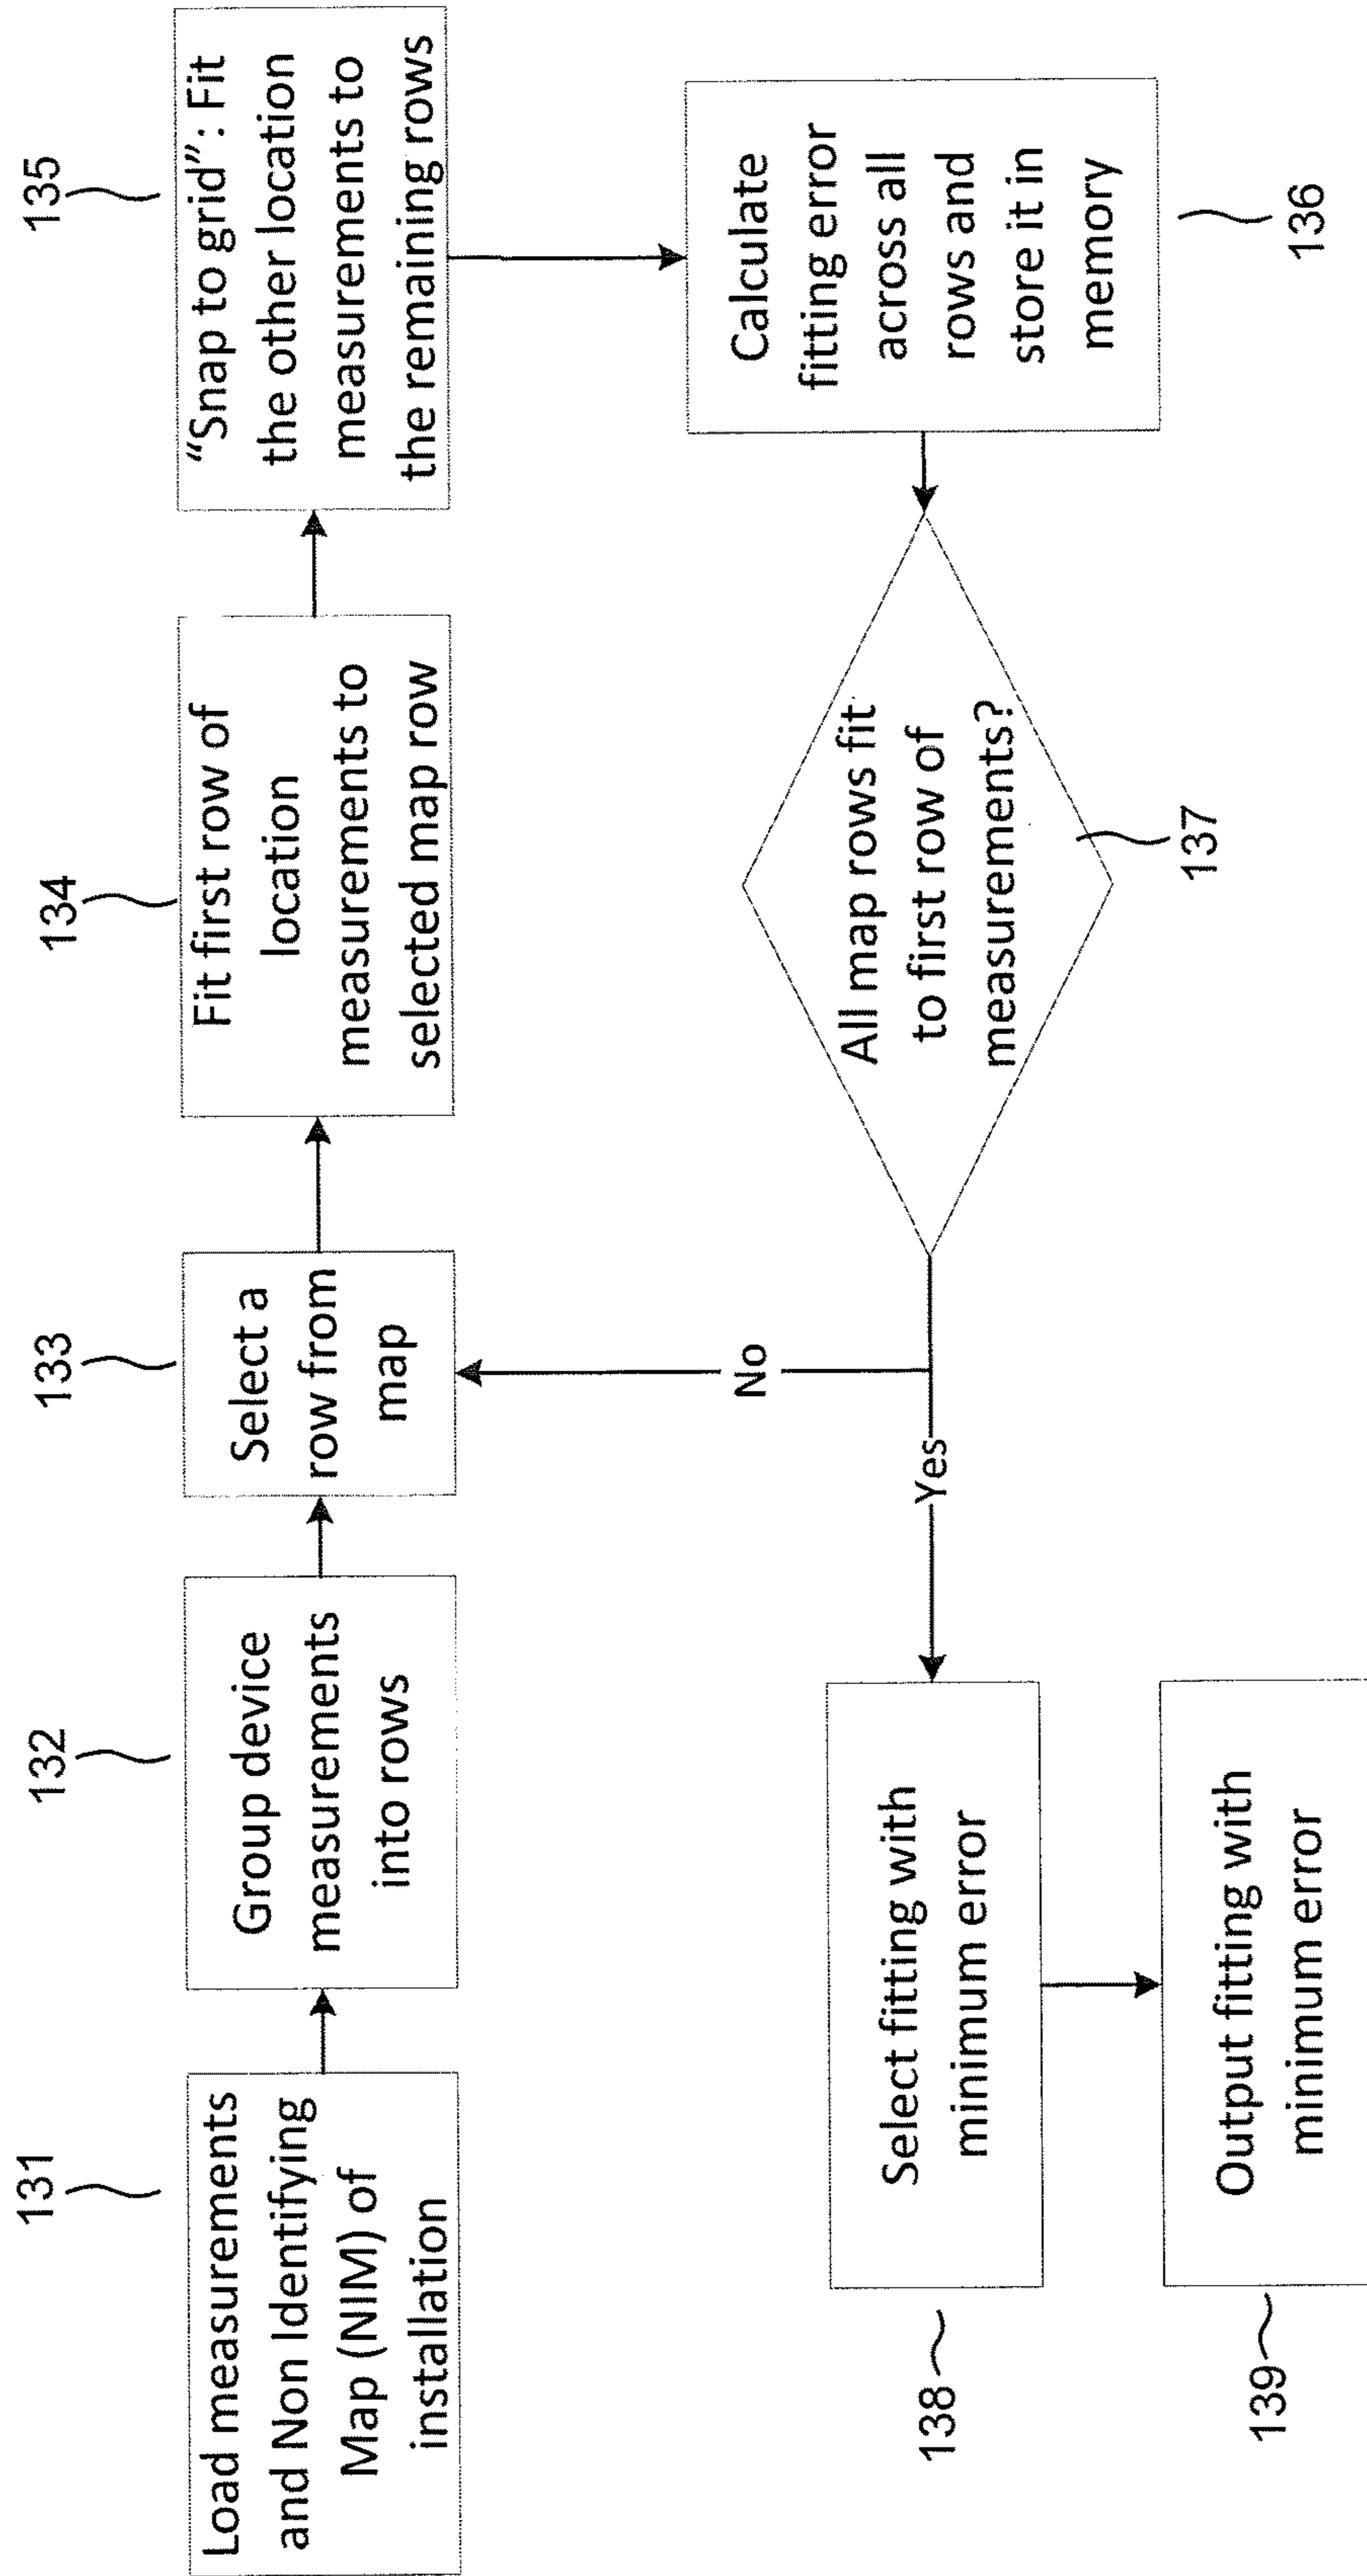 131
Load measurements
and Non Identifying
Map (NIM) of
installation
132
Group device
measurements
into rows
133
Select a
row from
map
134
Fit first row of
location
measurements to
selected map row
135
“Snap to grid”: Fit
the other location
measurements to
the remaining rows
Calculate
fitting error
across all
rows and
store it in
memory
136
All map rows fit
to first row of
measurements?
137
No
Yes
Select fitting with
minimum error
138
Output fitting with
minimum error
139